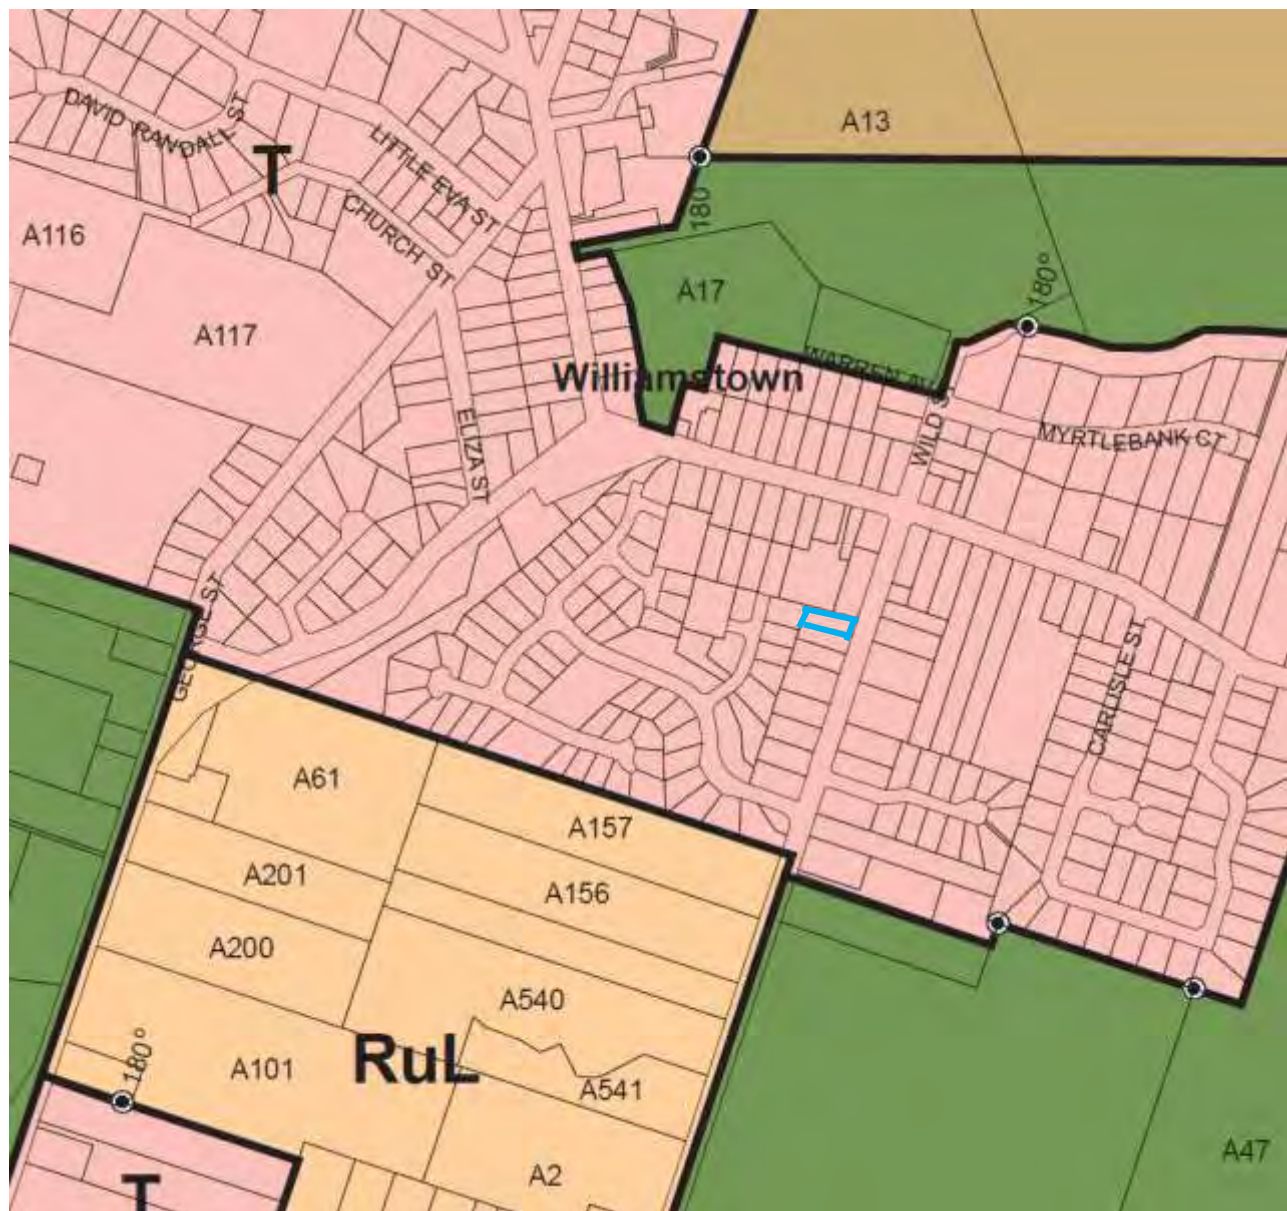 A13
DAVID RANDALL ST
LITTLE EVA ST
T
CHURCH ST
180
A116
A17
180°
A117
Williamstown
WARREN AV
WILD ST
MYRTLEBANK CT
ELIZA ST
GEORGE ST
CARLISLE ST
A61
A157
A201
A156
A200
A540
180°
A101
RuL
A541
A47
A2
T